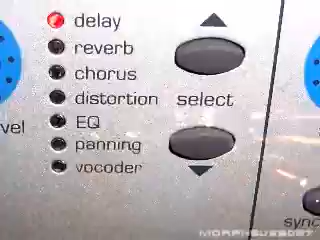 delay
reverb
chorus
distortion
select
EQ
vel
panning
vocoder
sync